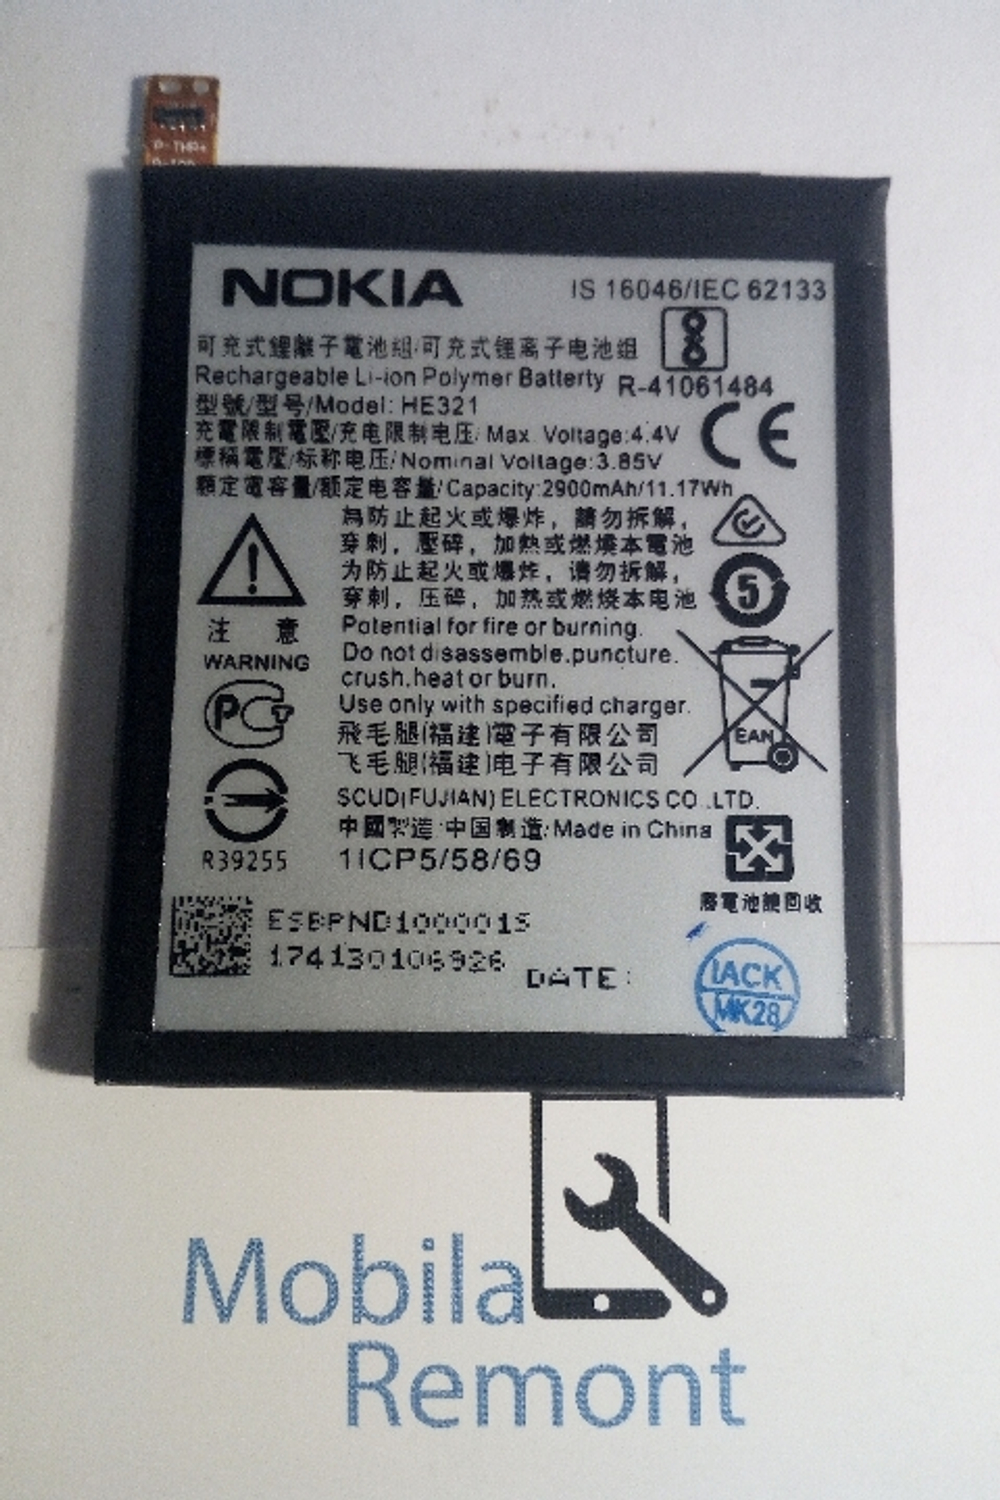 P-THR+
NOKIA
IS 16046/IEC 62133
可充式鋰離子電池組/可充式锂离子电池组
Rechargeable Li-ion Polymer Batterty
R-41061484
型號/型号/Model: HE321
CE
充電限制電壓/充电限制电压/ Max. Voltage:4.4V
標稱電壓/标称电压/Nominal Voltage:3.85V
額定電容量/额定电容量/Capacity:2900mAh/11.17Wh
為防止起火或爆炸，請勿拆解，
穿刺，壓碎，加熱或燃燒本電池
为防止起火或爆炸，请勿拆解，
穿刺，压碎，加热或燃烧本电池
5
注 意
WARNING
Potential for fire or burning.
Do not disassemble.puncture.
crush.heat or burn.
Use only with specified charger.
PCT
EAN
飛毛腿(福建)電子有限公司
飞毛腿(福建)电子有限公司
SCUD(FUJIAN) ELECTRONICS CO .,LTD.
中國製造/中国制造/Made in China
R39255
1ICP5/58/69
廢電池請回收
ESBPND100001S
174130106926
DATE:
IACK
MK28
Mobila
Remont